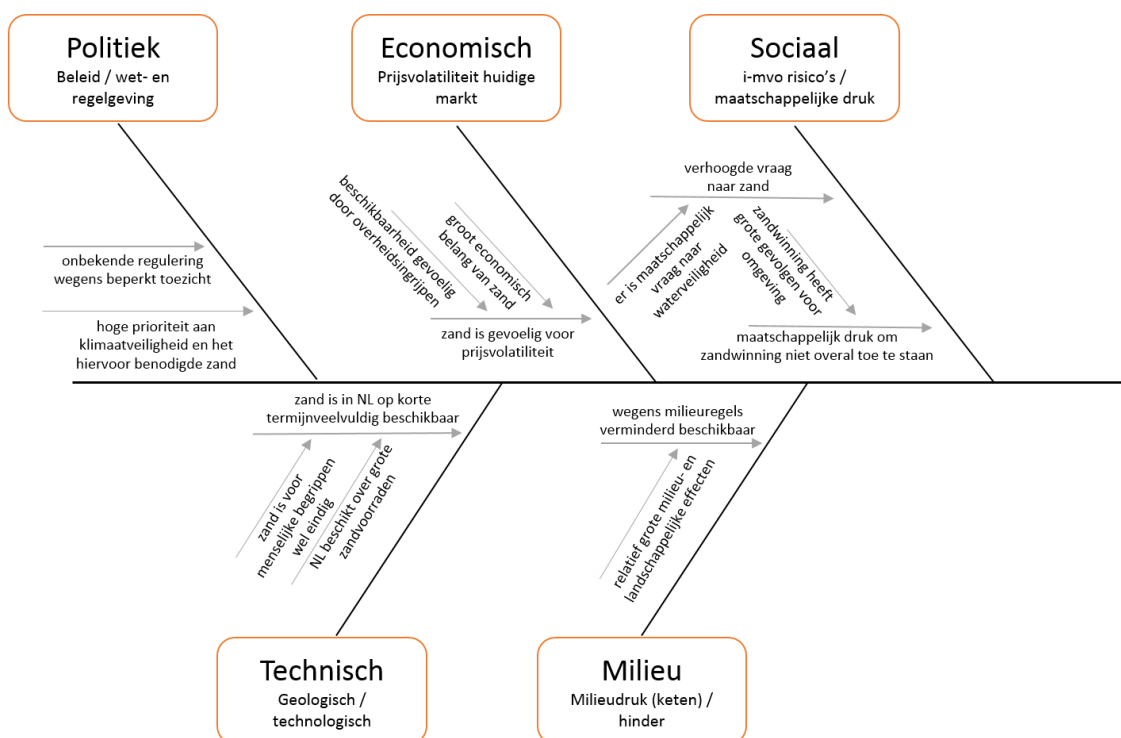 Politiek
Beleid / wet- en
regelgeving
Economisch
Prijsvolatiliteit huidige
markt
Sociaal
i-mvo risico's /
maatschappelijke druk
onbekende regulering
wegens beperkt toezicht
hoge prioriteit aan
klimaatveiligheid en het
hiervoor benodigde zand
beschikbaarheid gevoelig
door overheidsingrijpen
groot economisch
belang van zand
zand is gevoelig voor
prijsvolatiliteit
verhoogde vraag
naar zand
er is maatschappelijk
vraag naar
waterveiligheid
zandwinning heeft
grote gevolgen voor
omgeving
maatschappelijk druk om
zandwinning niet overal toe te staan
zand is in NL op korte
termijnveelvuldig beschikbaar
zand is voor
menselijke begrippen
wel eindig
NL beschikt over grote
zandvoorraden
wegens milieuregels
verminderd beschikbaar
relatief grote milieu- en
landschappelijke effecten
Technisch
Geologisch /
technologisch
Milieu
Milieudruk (keten) /
hinder